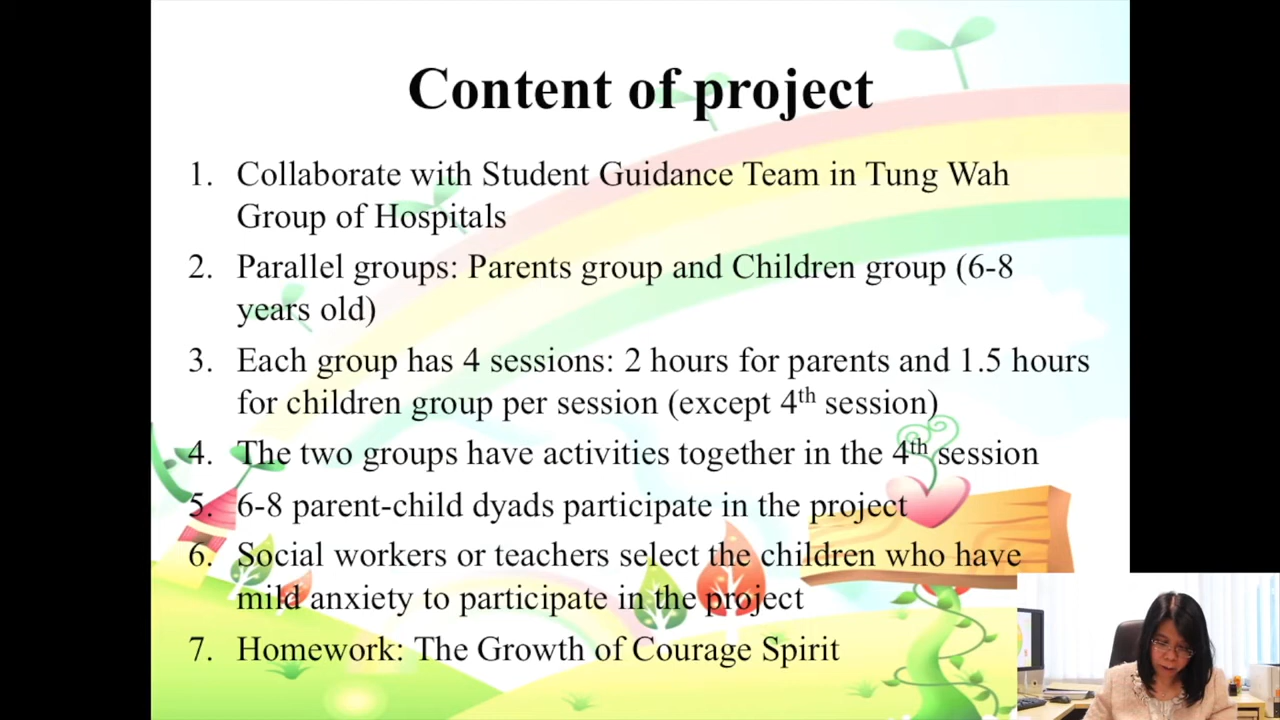 Content of project
1. Collaborate with Student Guidance Team in Tung Wah
Group of Hospitals
2. Parallel groups: Parents group and Children group (6-8
years old)
3. Each group has 4 sessions: 2 hours for parents and 1.5 hours
for children group per session (except 4th session)
4. The two groups have activities together in the 4th session
5. 6-8 parent-child dyads participate in the project
6. Social workers or teachers select the children who have
mild anxiety to participate in the project
7. Homework: The Growth of Courage Spirit